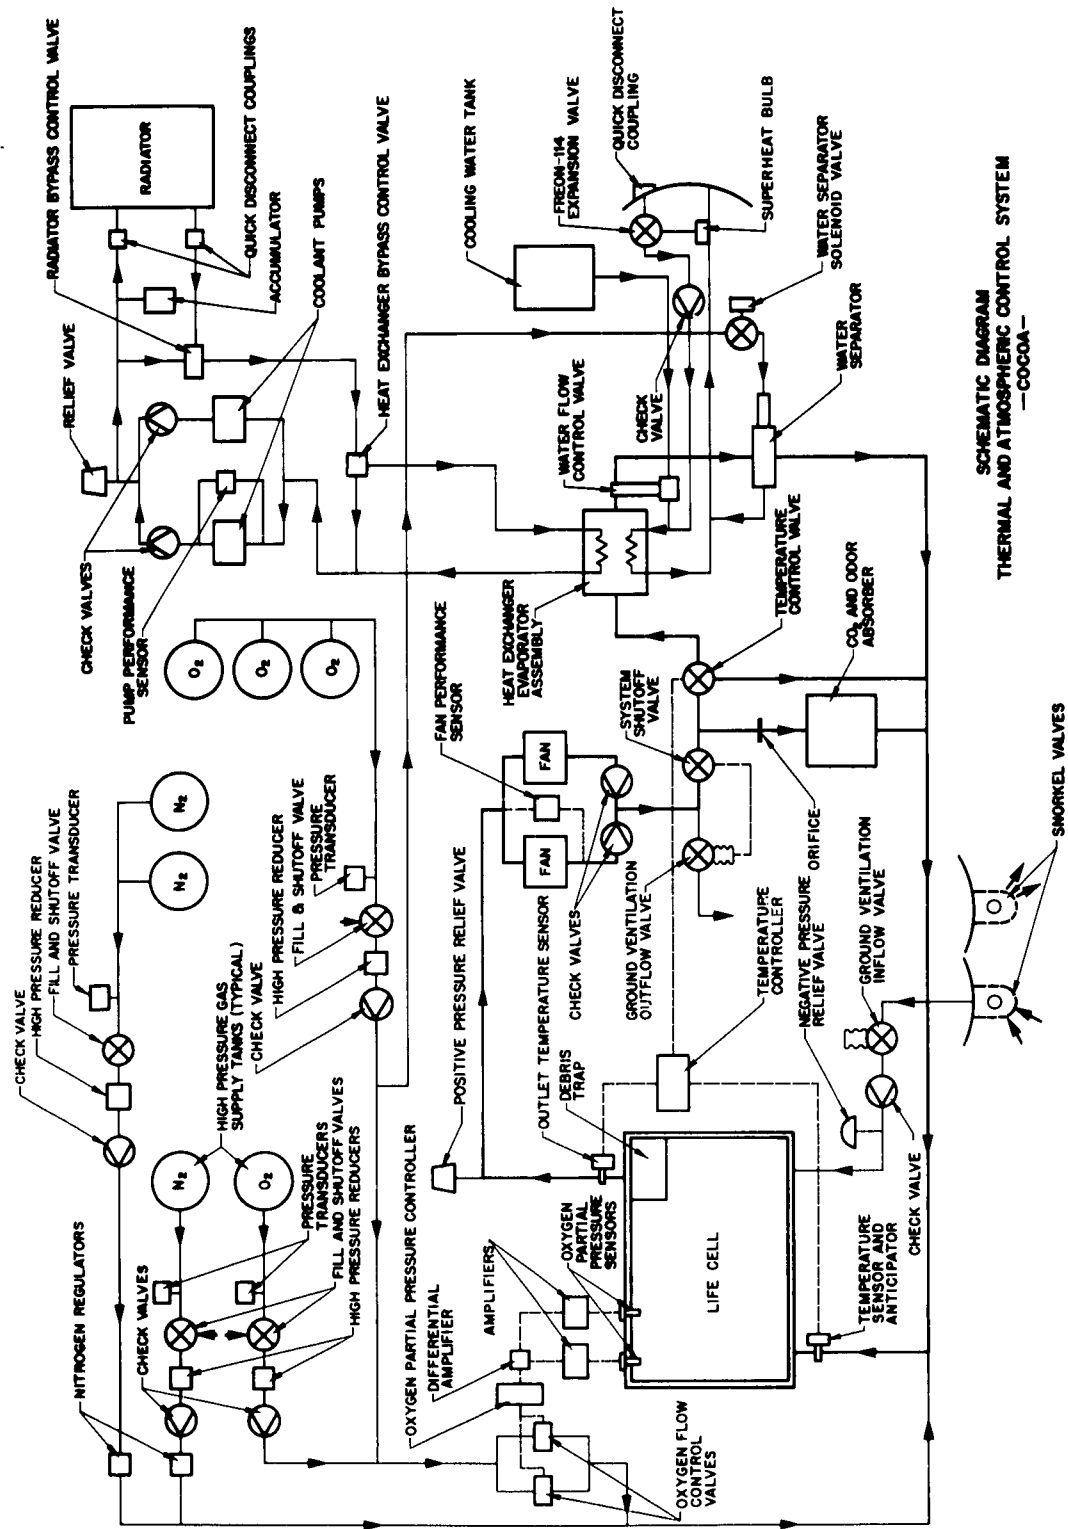 RADIATOR BYPASS CONTROL VALVE
RADIATOR
QUICK DISCONNECT COUPLINGS
ACCUMULATOR
COOLANT PUMPS
RELIEF VALVE
CHECK VALVES
PUMP PERFORMANCE
SENSOR
HEAT EXCHANGER BYPASS CONTROL VALVE
COOLING WATER TANK
FREON-114
EXPANSION VALVE
QUICK DISCONNECT
COUPLING
SUPERHEAT BULB
WATER SEPARATOR
SOLENOID VALVE
WATER
SEPARATOR
CHECK
VALVE
WATER FLOW
CONTROL VALVE
HEAT EXCHANGER
EVAPORATOR
ASSEMBLY
TEMPERATURE
CONTROL VALVE
CO₂ AND ODOR
ABSORBER
SYSTEM
SHUTOFF
VALVE
FAN PERFORMANCE
SENSOR
FAN
FAN
O₂
O₂
O₂
N₂
N₂
PRESSURE TRANSDUCER
FILL AND SHUTOFF VALVE
HIGH PRESSURE REDUCER
CHECK VALVE
PRESSURE
TRANSDUCER
FILL & SHUTOFF VALVE
HIGH PRESSURE REDUCER
CHECK VALVE
HIGH PRESSURE GAS
SUPPLY TANKS (TYPICAL)
N₂
O₂
PRESSURE
TRANSDUCERS
FILL AND SHUTOFF VALVES
HIGH PRESSURE REDUCERS
CHECK VALVES
NITROGEN REGULATORS
POSITIVE PRESSURE RELIEF VALVE
CHECK VALVES
GROUND VENTILATION
OUTFLOW VALVE
ORIFICE
OUTLET TEMPERATURE SENSOR
DEBRIS
TRAP
TEMPERATURE
CONTROLLER
NEGATIVE PRESSURE
RELIEF VALVE
GROUND VENTILATION
INFLOW VALVE
SNORKEL VALVES
CHECK VALVE
TEMPERATURE
SENSOR AND
ANTICIPATOR
LIFE CELL
OXYGEN
PARTIAL
PRESSURE
SENSORS
AMPLIFIERS
DIFFERENTIAL
AMPLIFIER
OXYGEN PARTIAL PRESSURE CONTROLLER
OXYGEN FLOW
CONTROL
VALVES
SCHEMATIC DIAGRAM
THERMAL AND ATMOSPHERIC CONTROL SYSTEM
—COCOA—